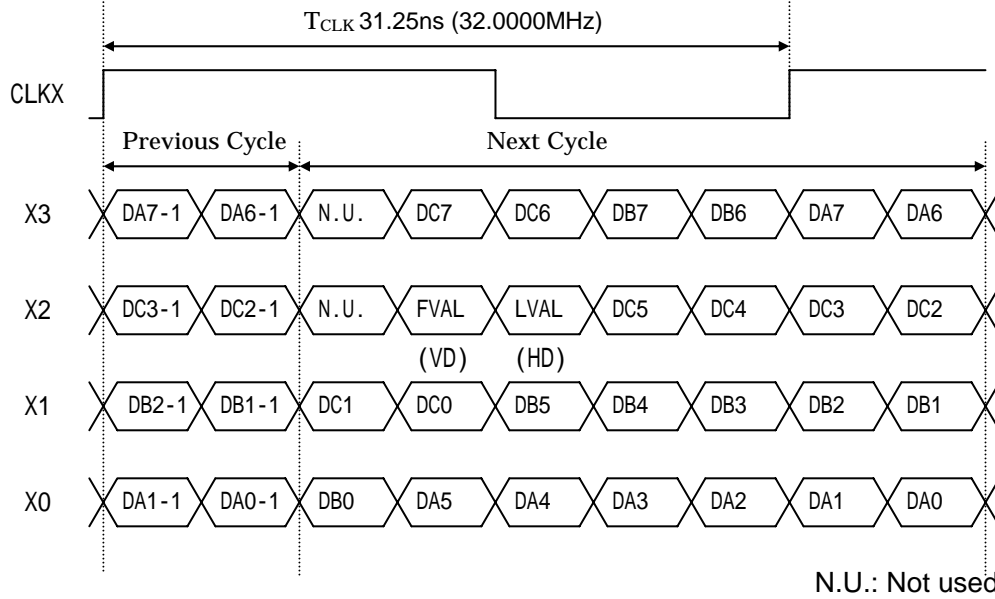 TCLK 31.25ns (32.0000MHz)
CLKX
Previous Cycle Next Cycle
X3 DA7-1 DA6-1 N.U. DC7 DC6 DB7 DB6 DA7 DA6
X2 DC3-1 DC2-1 N.U. FVAL LVAL DC5 DC4 DC3 DC2
(VD) (HD)
X1 DB2-1 DB1-1 DC1 DC0 DB5 DB4 DB3 DB2 DB1
X0 DA1-1 DA0-1 DB0 DA5 DA4 DA3 DA2 DA1 DA0
N.U.: Not used